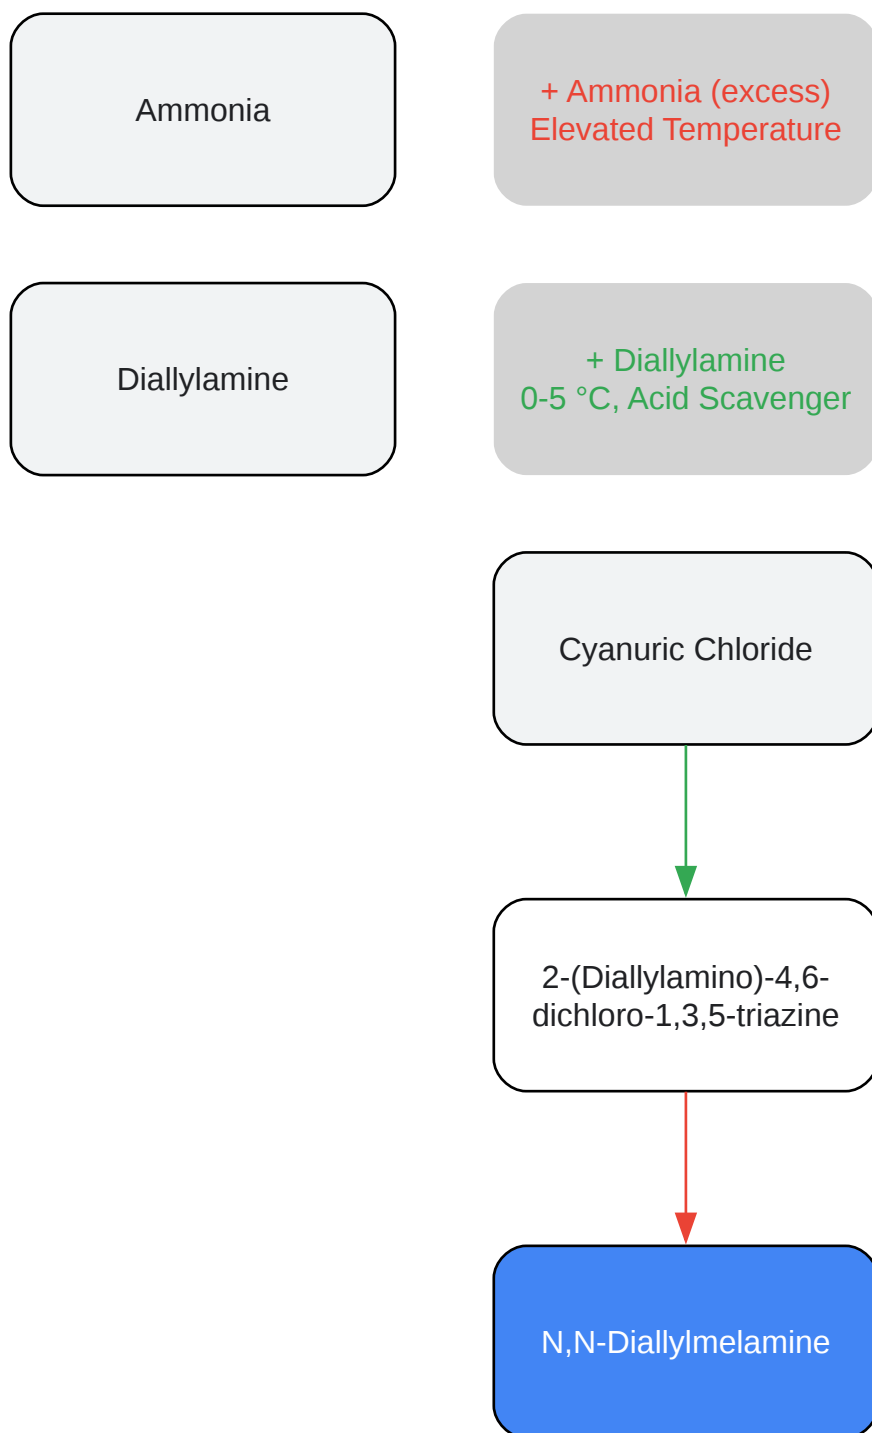 Ammonia
+ Ammonia (excess)
Elevated Temperature
Diallylamine
+ Diallylamine
0-5 °C, Acid Scavenger
Cyanuric Chloride
2-(Diallylamino)-4,6-
dichloro-1,3,5-triazine
N,N-Diallylmelamine